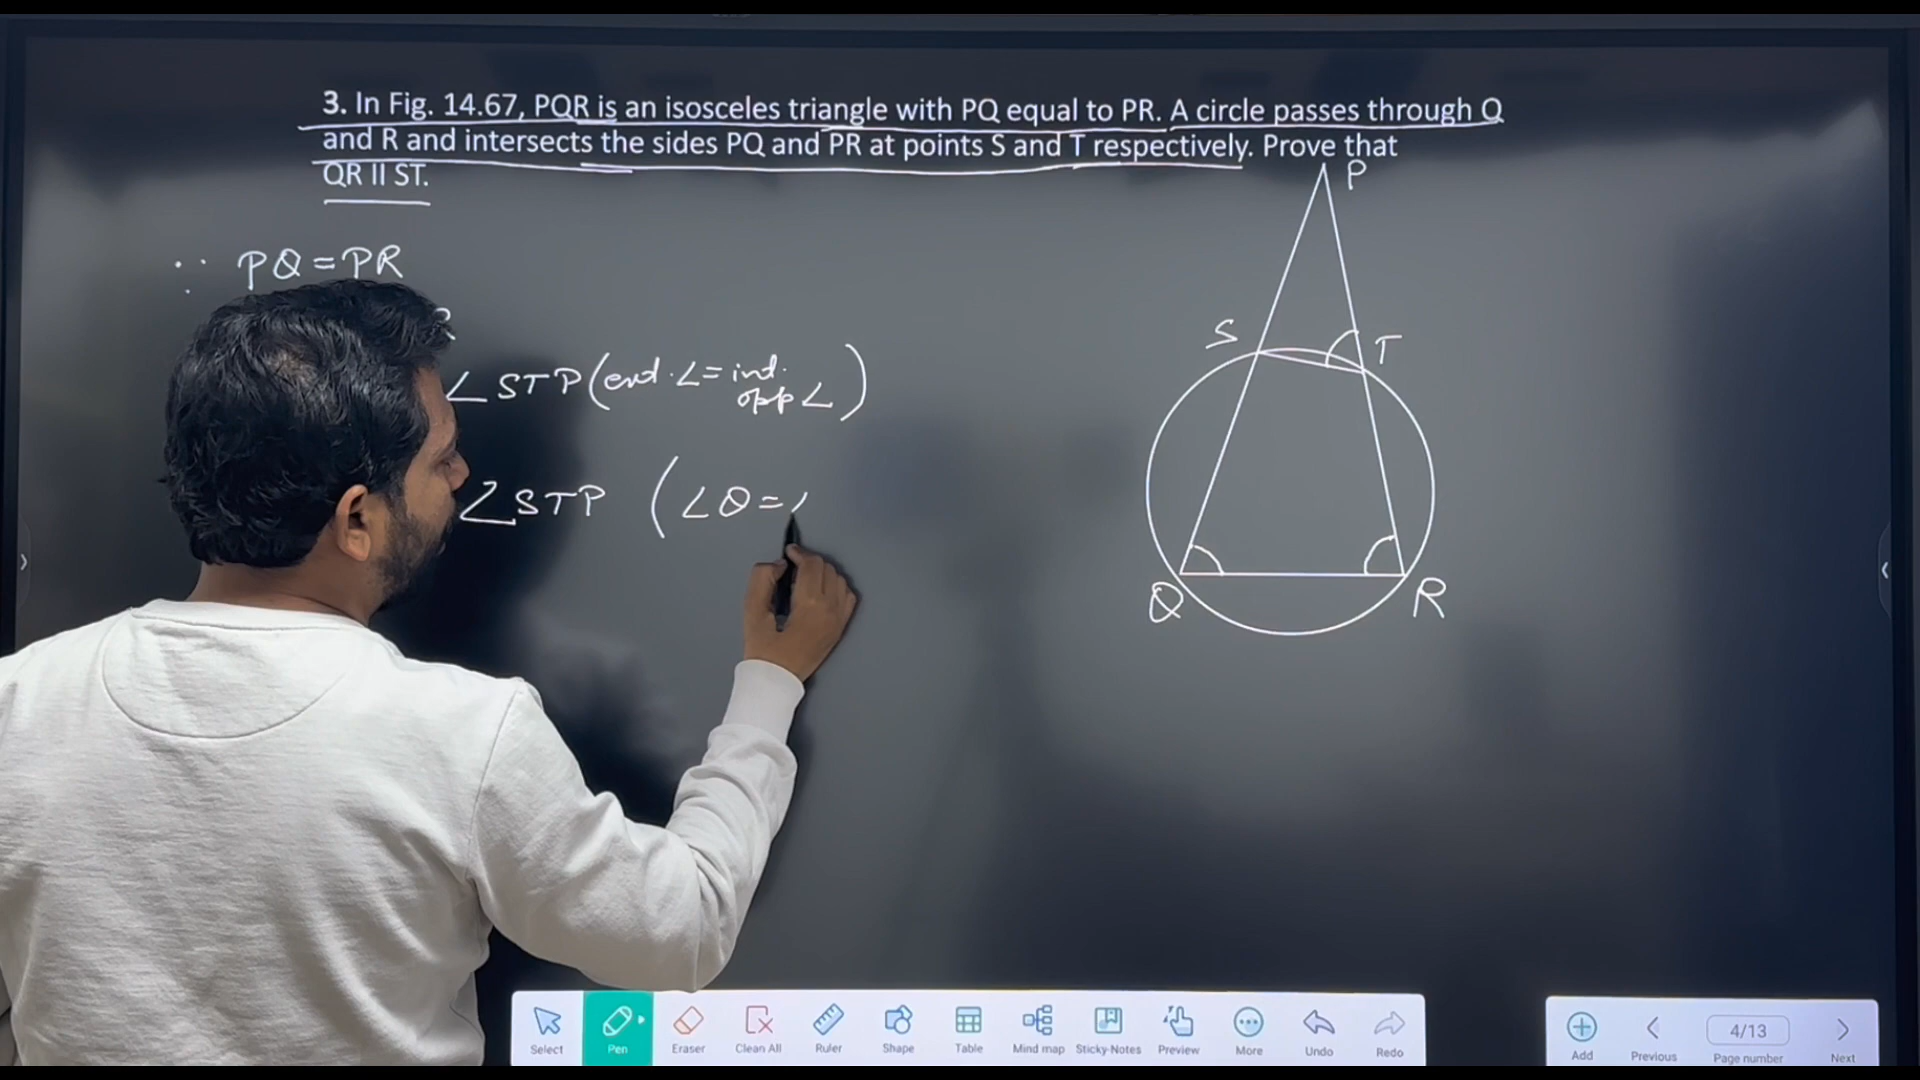 3. In Fig. 14.67, PQR is an isosceles triangle with PQ equal to PR. A circle passes through Q
and R and intersects the sides PQ and PR at points S and T respectively. Prove that
QR II ST.
∵ PQ = PR
∠STP (ext. ∠ = int.
opp ∠)
∠STP (∠Q =
P
S
T
Q
R
Select
Pen
Eraser
Clean All
Ruler
Shape
Table
Mind map
Sticky-Notes
Preview
More
Undo
Redo
Add
Previous
4/13
Page number
Next